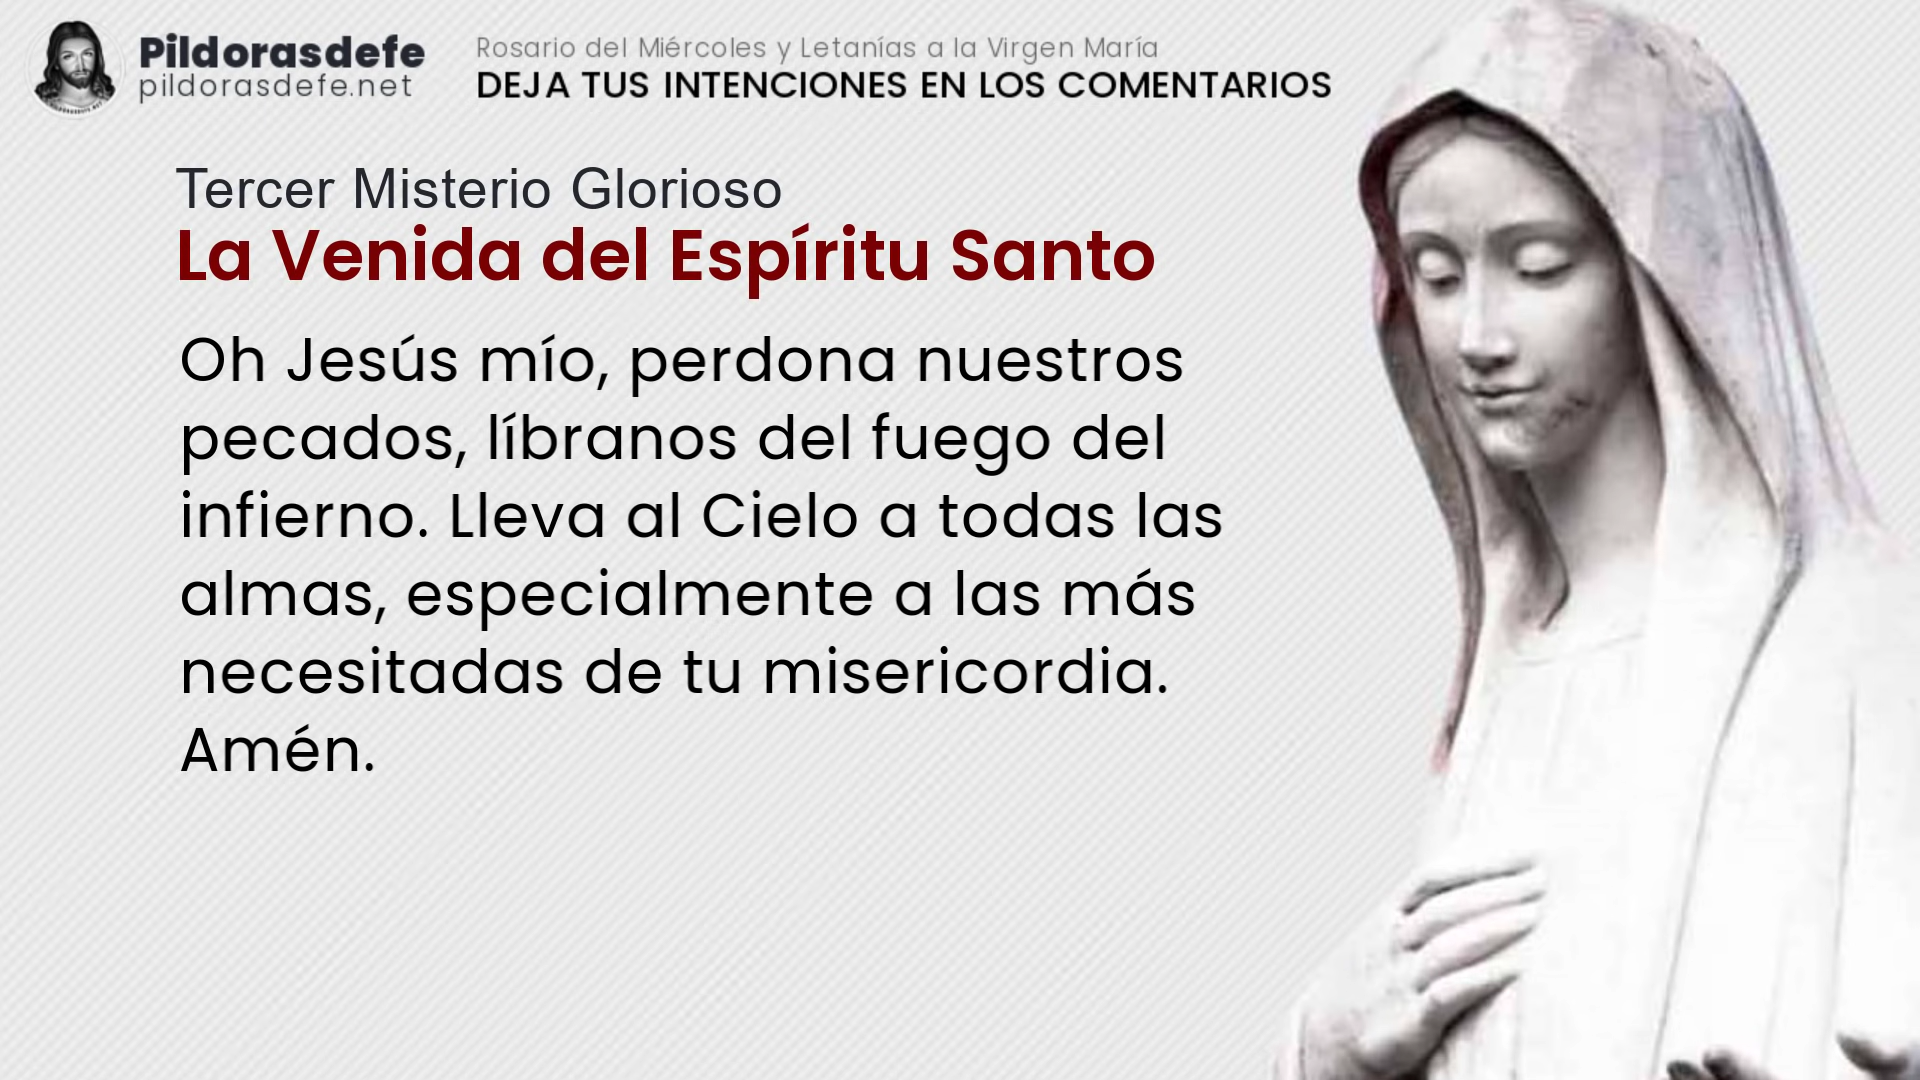 Pildorasdefe
pildorasdefe.net
Rosario del Miércoles y Letanías a la Virgen María
DEJA TUS INTENCIONES EN LOS COMENTARIOS
Tercer Misterio Glorioso
La Venida del Espíritu Santo
Oh Jesús mío, perdona nuestros
pecados, líbranos del fuego del
infierno. Lleva al Cielo a todas las
almas, especialmente a las más
necesitadas de tu misericordia.
Amén.